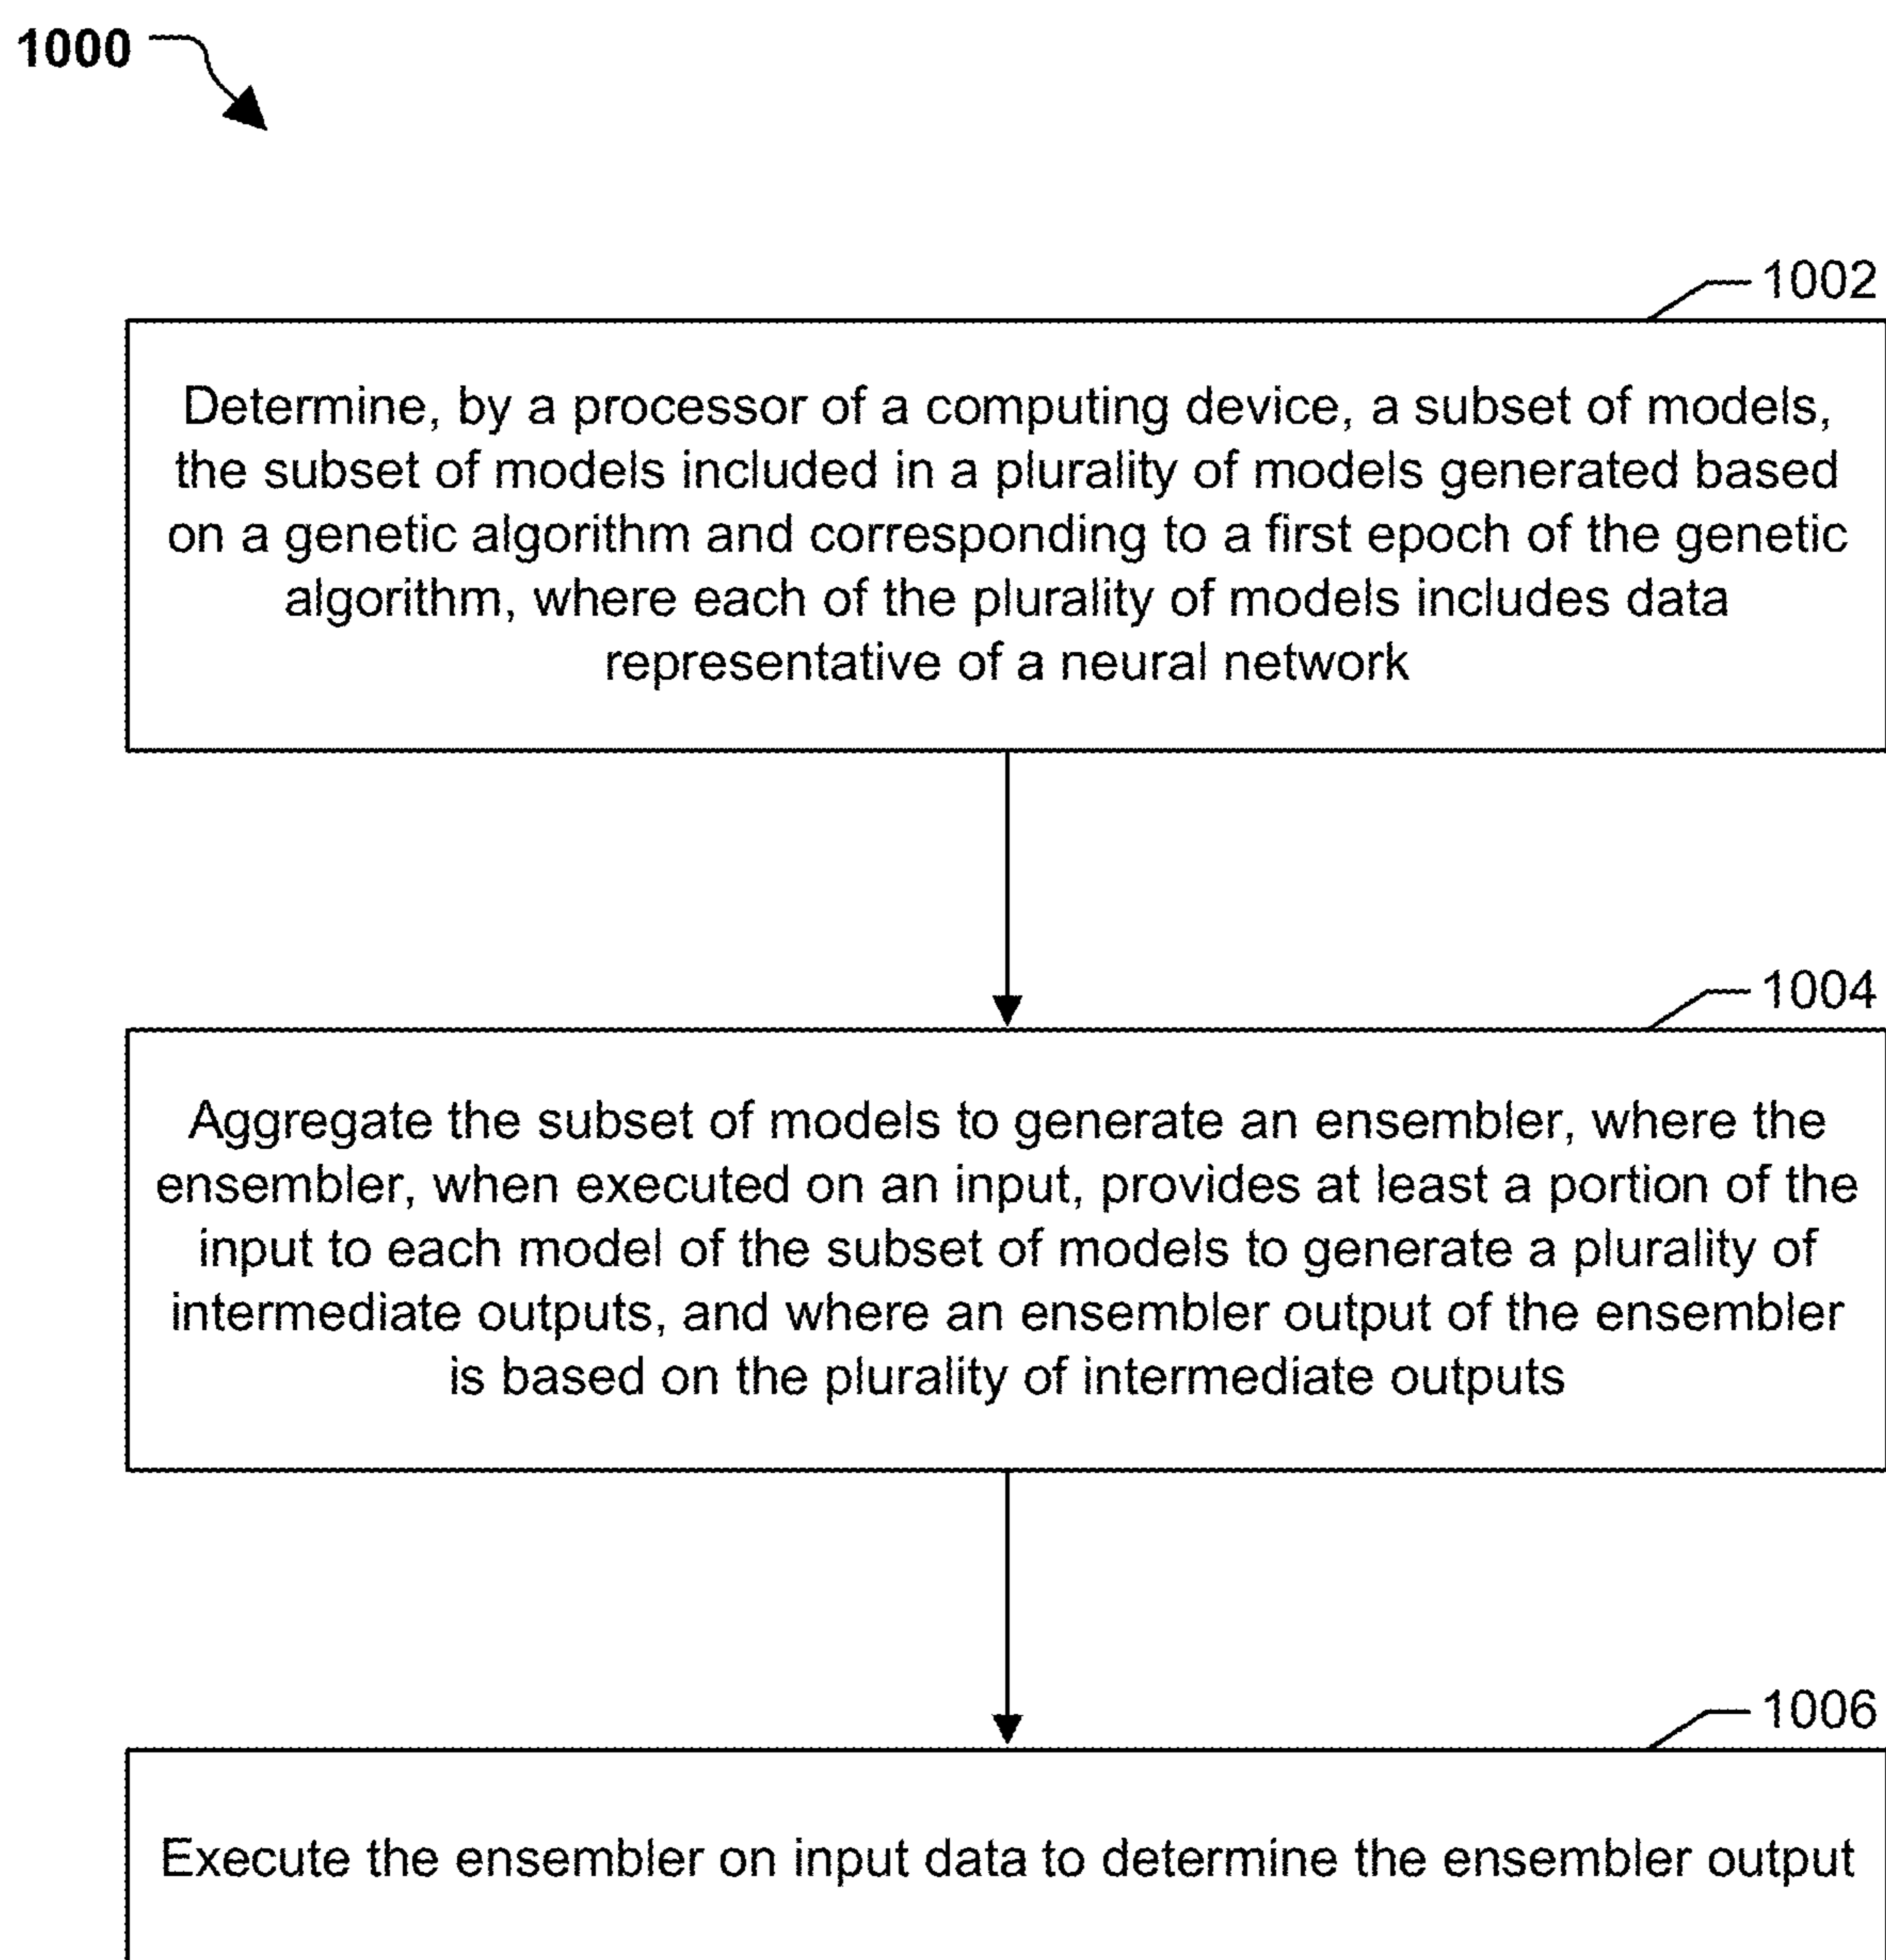 1000
1002
Determine, by a processor of a computing device, a subset of models,
the subset of models included in a plurality of models generated based
on a genetic algorithm and corresponding to a first epoch of the genetic
algorithm, where each of the plurality of models includes data
representative of a neural network
1004
Aggregate the subset of models to generate an ensembler, where the
ensembler, when executed on an input, provides at least a portion of the
input to each model of the subset of models to generate a plurality of
intermediate outputs, and where an ensembler output of the ensembler
is based on the plurality of intermediate outputs
1006
Execute the ensembler on input data to determine the ensembler output